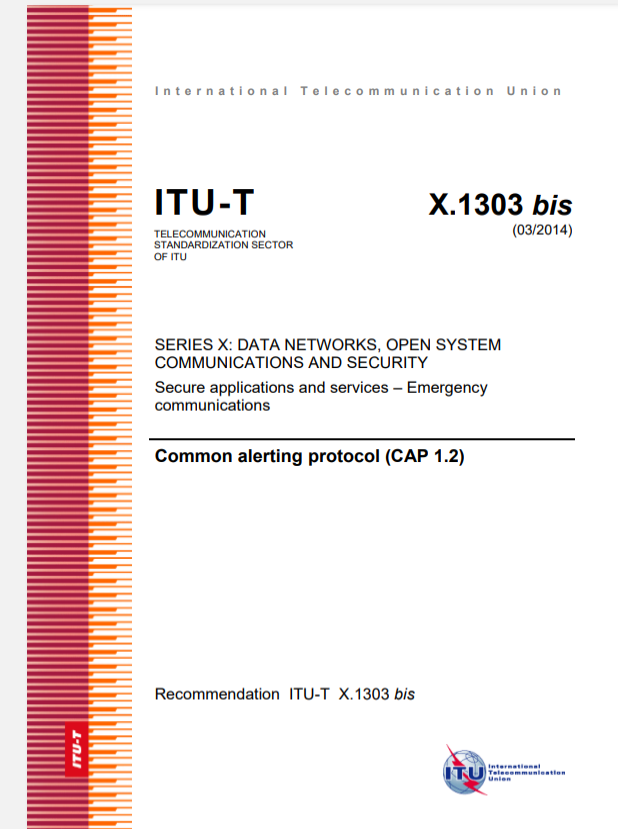 International Telecommunication Union
ITU-T
X.1303 bis
TELECOMMUNICATION
STANDARDIZATION SECTOR
OF ITU
(03/2014)
SERIES X: DATA NETWORKS, OPEN SYSTEM
COMMUNICATIONS AND SECURITY
Secure applications and services – Emergency
communications
Common alerting protocol (CAP 1.2)
Recommendation ITU-T X.1303 bis
ITU-T
ITU
International
Telecommunication
Union